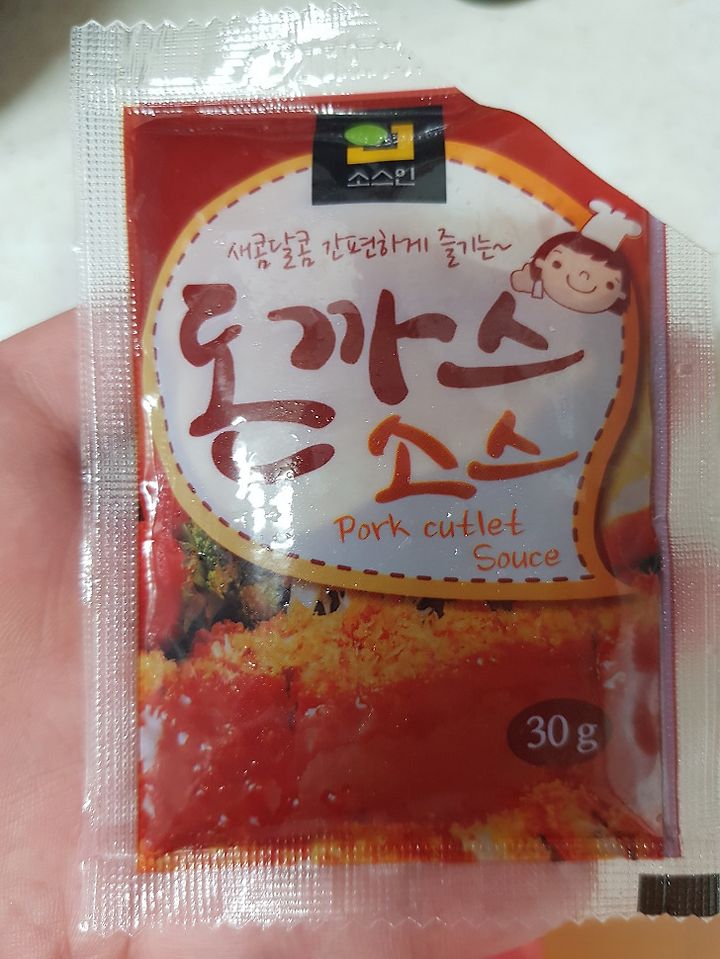 소스인
새콤달콤 간편하게 즐기는~
돈까스
소스
Pork cutlet
Souce
30 g